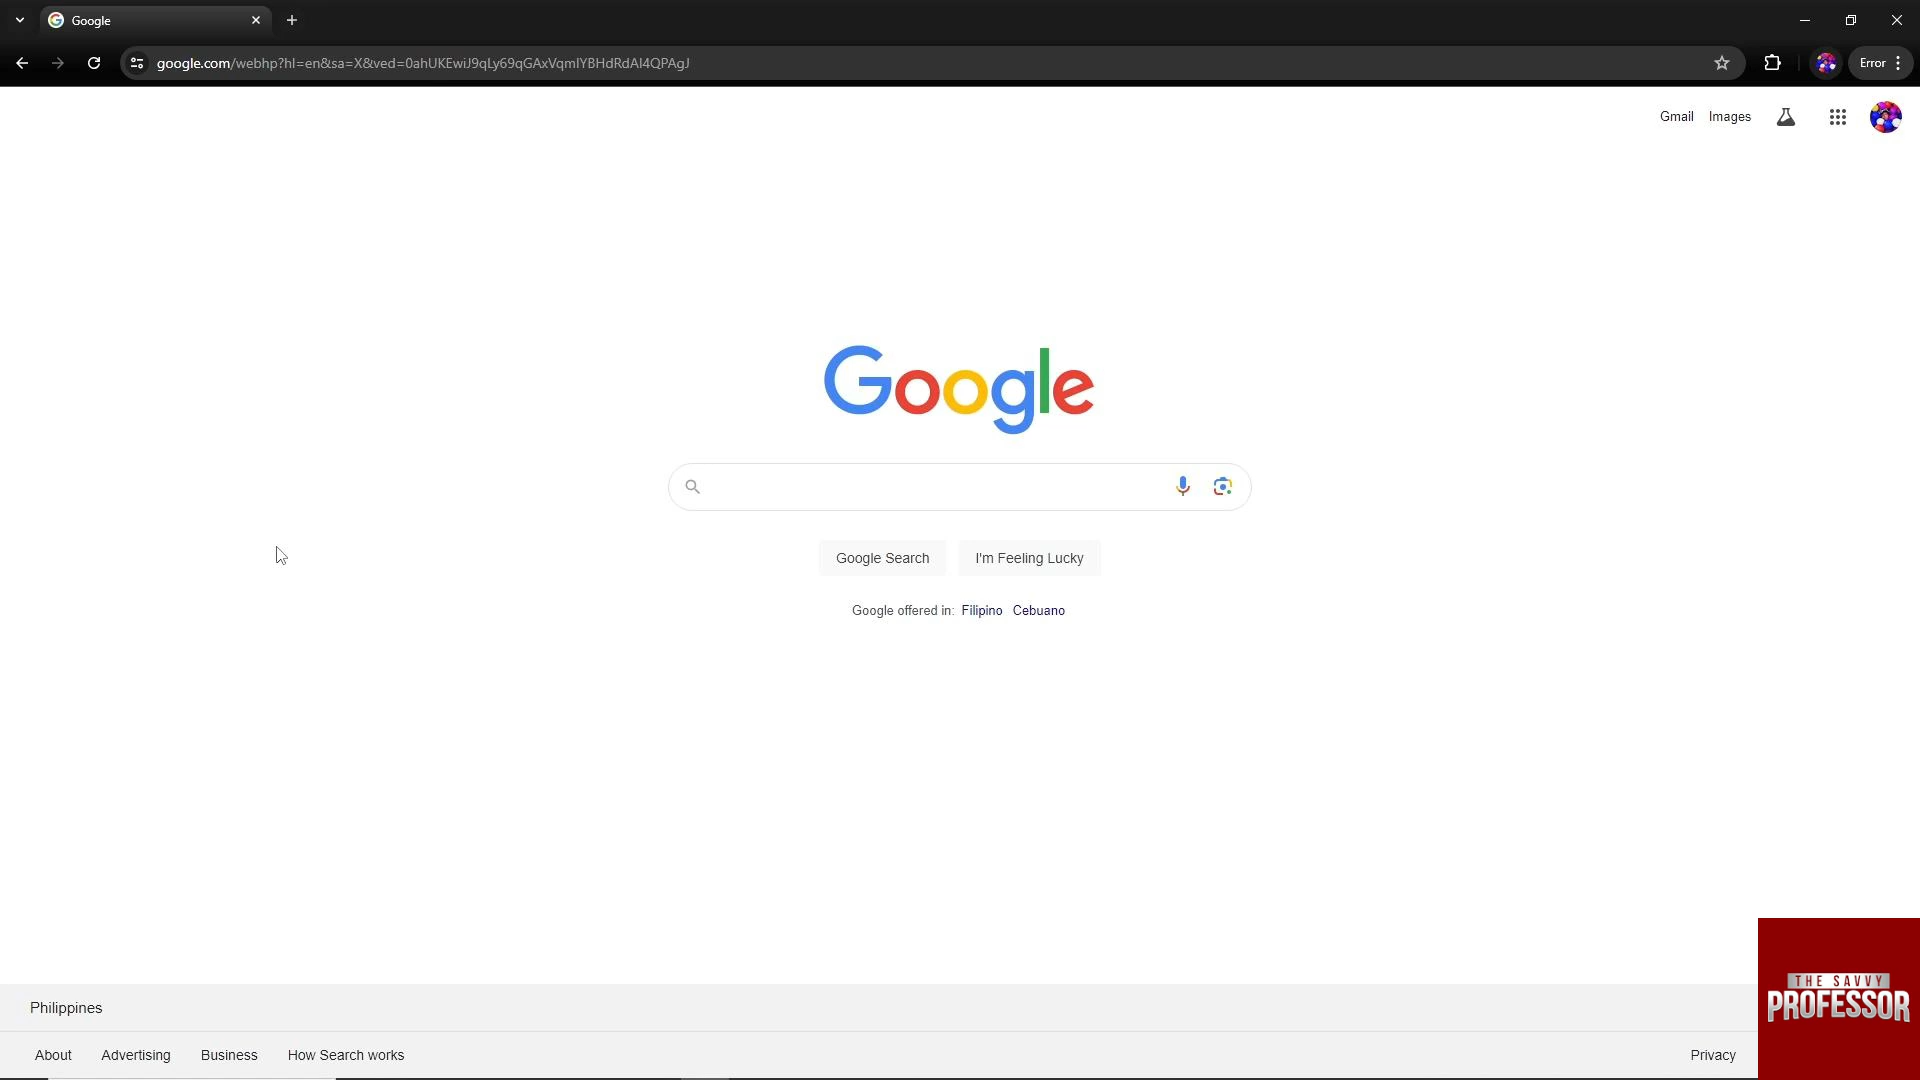 Google
google.com/webhp?hl=en&sa=X&ved=0ahUKEwiJ9qLy69qGAxVqmIYBHdRdAI4QPAgJ
Error
Gmail Images
Google
Google Search I'm Feeling Lucky
Google offered in: Filipino Cebuano
Philippines
About Advertising Business How Search works Privacy
THE SAVVY
PROFESSOR